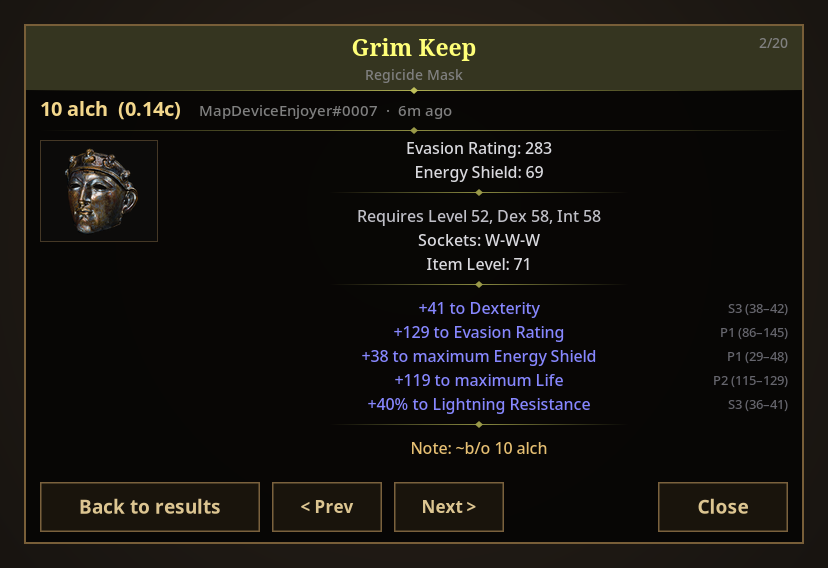 Grim Keep
2/20
Regicide Mask
10 alch (0.14c) MapDeviceEnjoyer#0007 · 6m ago
Evasion Rating: 283
Energy Shield: 69
Requires Level 52, Dex 58, Int 58
Sockets: W-W-W
Item Level: 71
+41 to Dexterity S3 (38–42)
+129 to Evasion Rating P1 (86–145)
+38 to maximum Energy Shield P1 (29–48)
+119 to maximum Life P2 (115–129)
+40% to Lightning Resistance S3 (36–41)
Note: ~b/o 10 alch
Back to results < Prev Next > Close